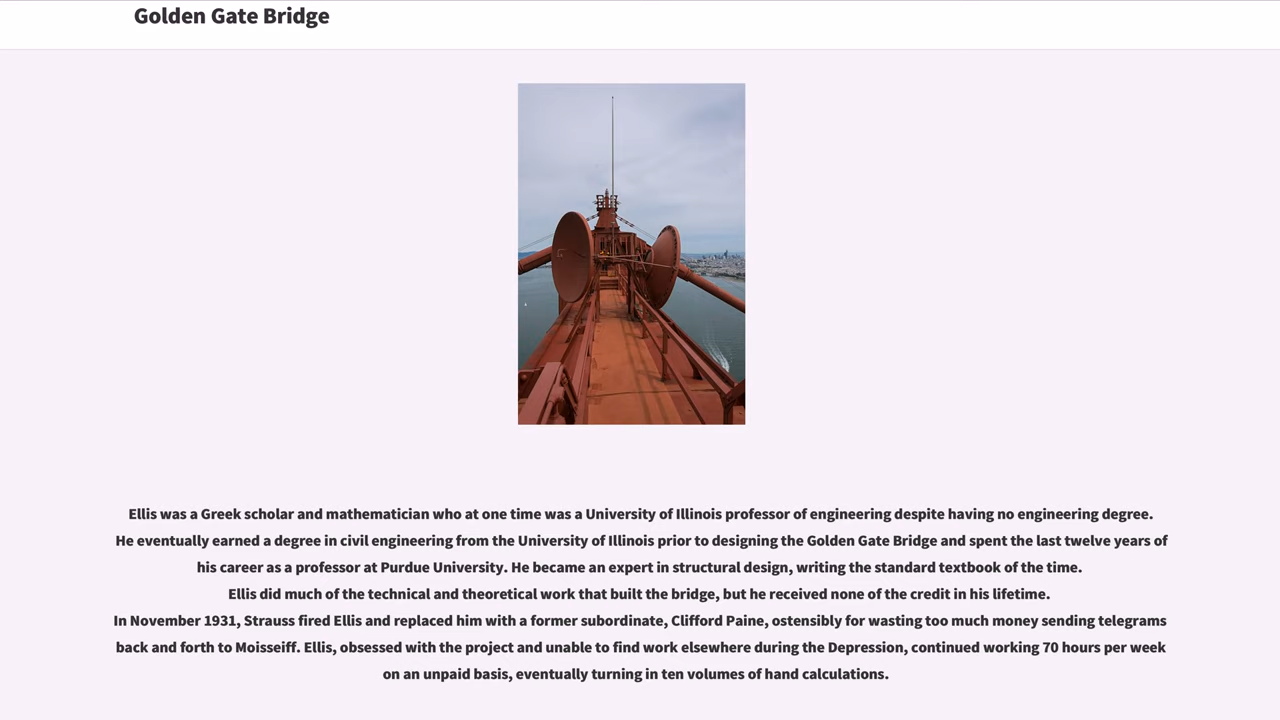 Golden Gate Bridge
Ellis was a Greek scholar and mathematician who at one time was a University of Illinois professor of engineering despite having no engineering degree.
He eventually earned a degree in civil engineering from the University of Illinois prior to designing the Golden Gate Bridge and spent the last twelve years of
his career as a professor at Purdue University. He became an expert in structural design, writing the standard textbook of the time.
Ellis did much of the technical and theoretical work that built the bridge, but he received none of the credit in his lifetime.
In November 1931, Strauss fired Ellis and replaced him with a former subordinate, Clifford Paine, ostensibly for wasting too much money sending telegrams
back and forth to Moisseiff. Ellis, obsessed with the project and unable to find work elsewhere during the Depression, continued working 70 hours per week
on an unpaid basis, eventually turning in ten volumes of hand calculations.